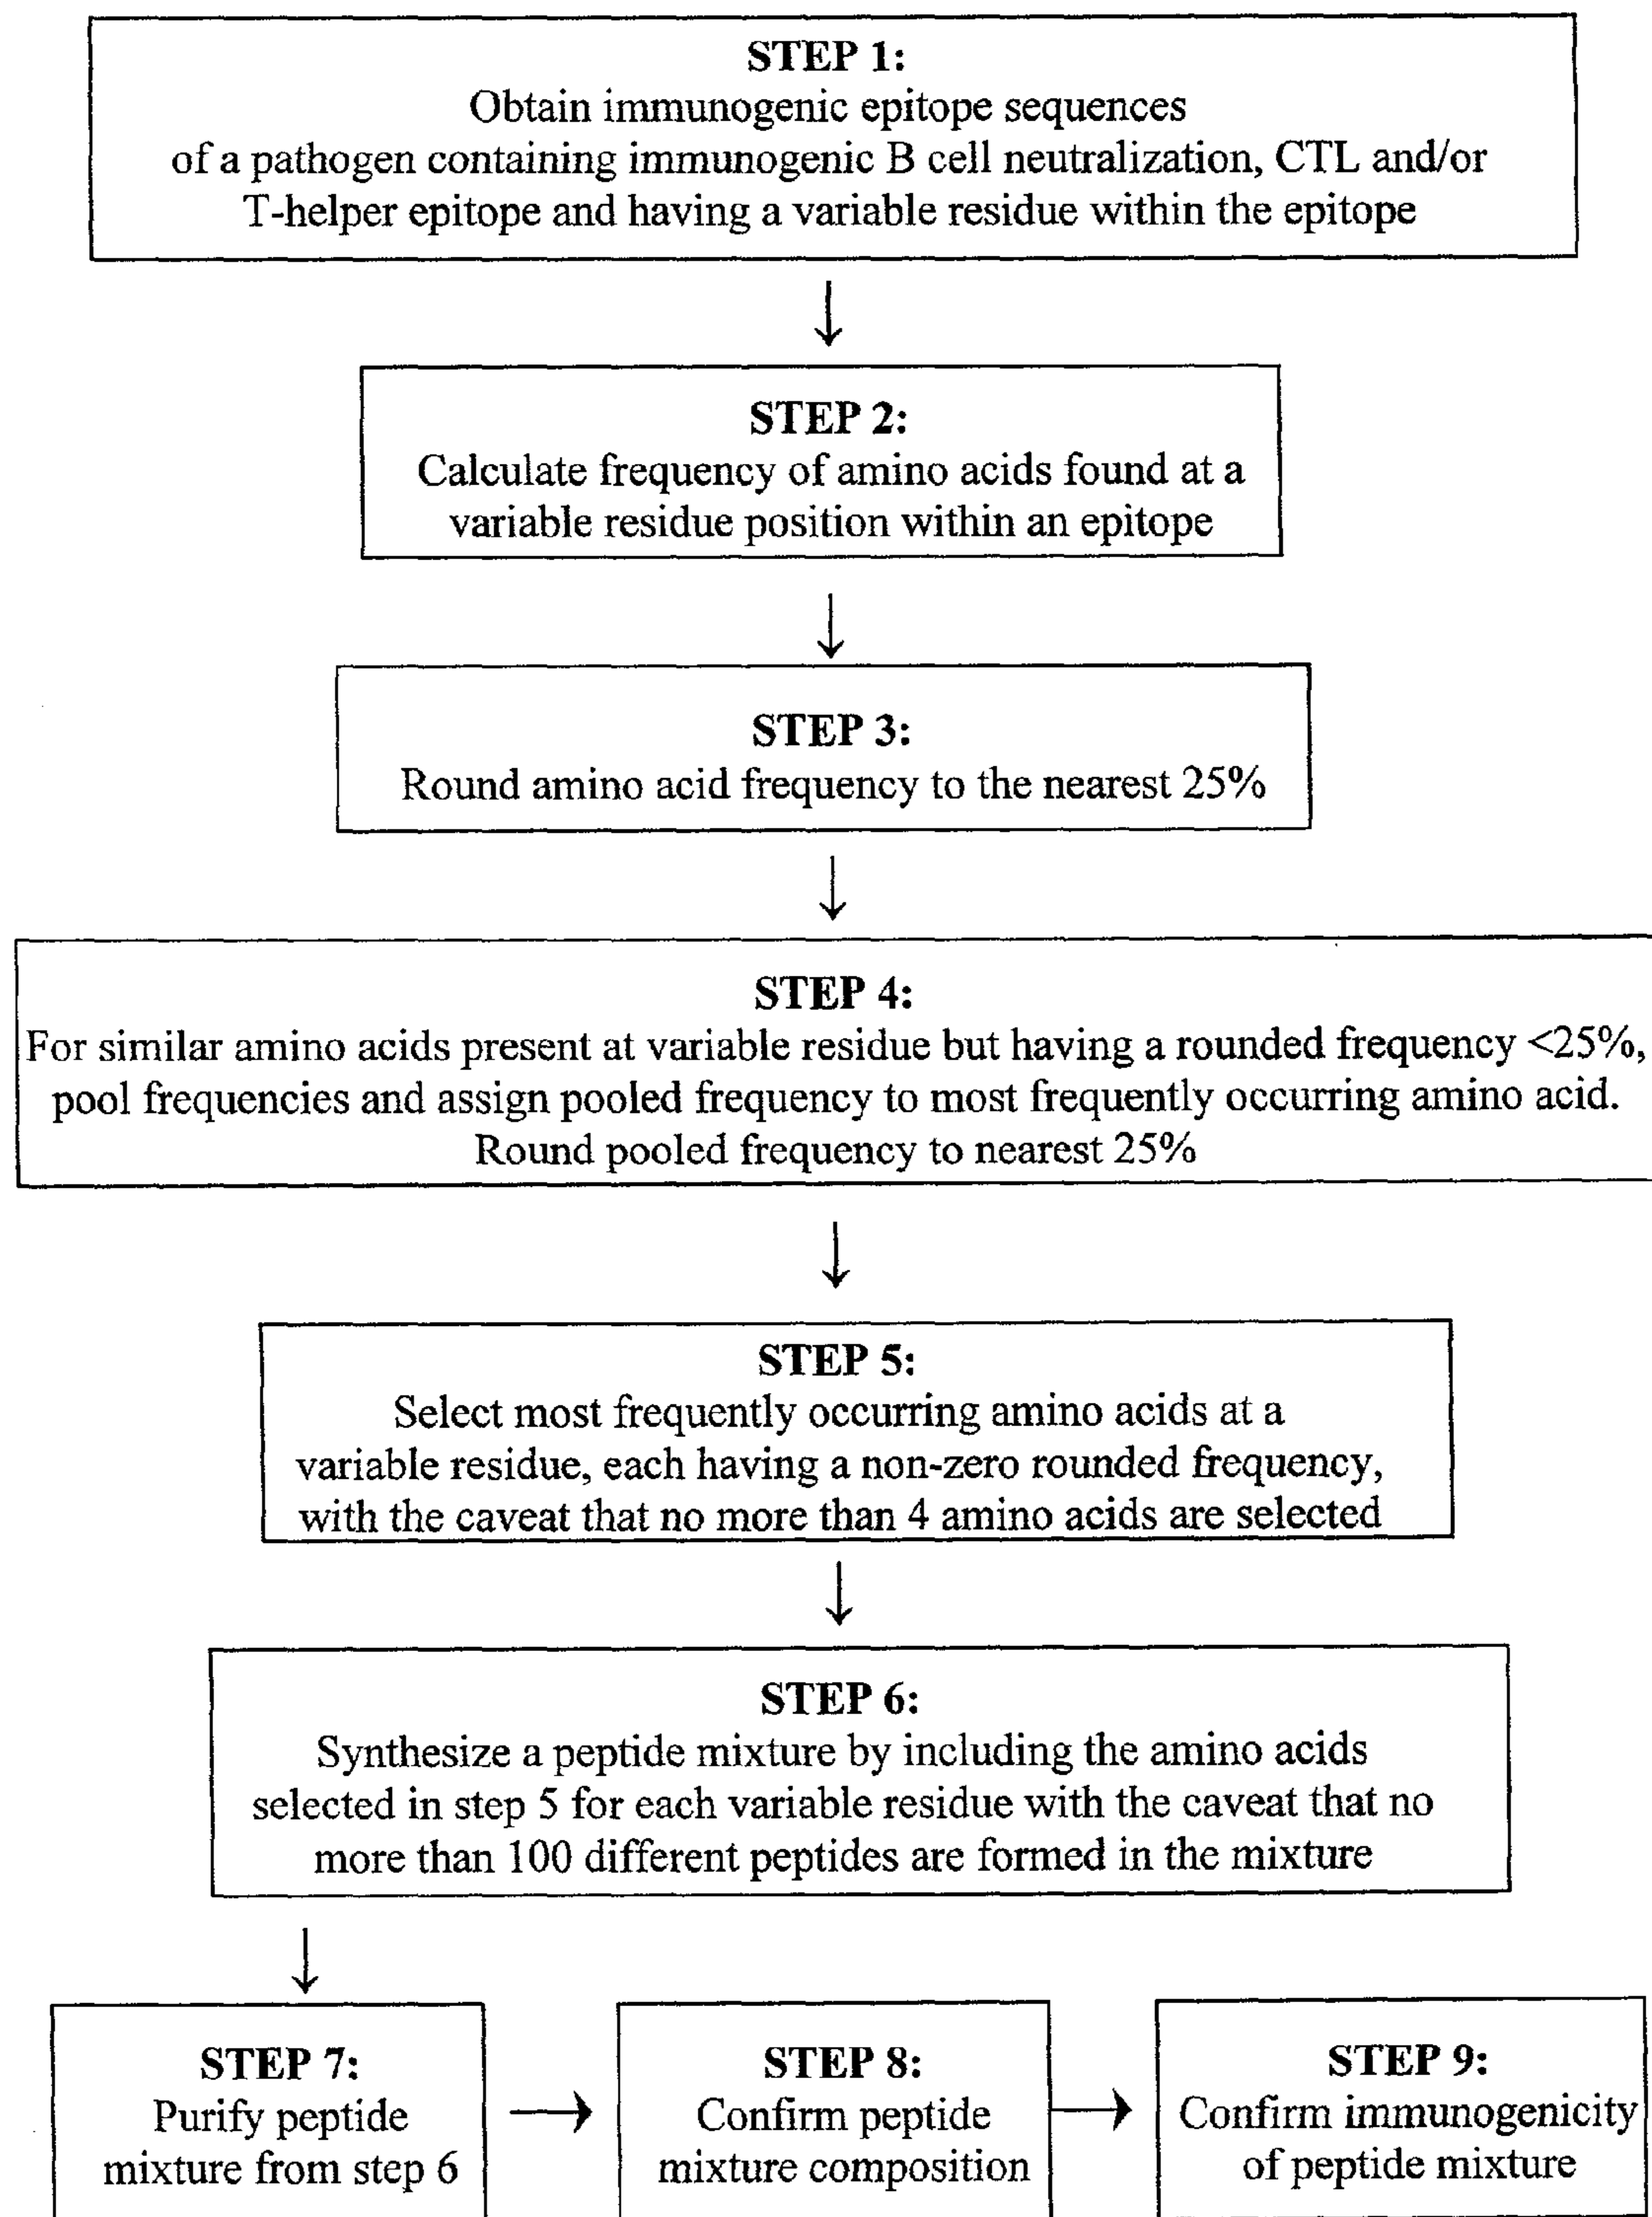 STEP 1:
Obtain immunogenic epitope sequences
of a pathogen containing immunogenic B cell neutralization, CTL and/or
T-helper epitope and having a variable residue within the epitope
STEP 2:
Calculate frequency of amino acids found at a
variable residue position within an epitope
STEP 3:
Round amino acid frequency to the nearest 25%
STEP 4:
For similar amino acids present at variable residue but having a rounded frequency <25%,
pool frequencies and assign pooled frequency to most frequently occurring amino acid.
Round pooled frequency to nearest 25%
STEP 5:
Select most frequently occurring amino acids at a
variable residue, each having a non-zero rounded frequency,
with the caveat that no more than 4 amino acids are selected
STEP 6:
Synthesize a peptide mixture by including the amino acids
selected in step 5 for each variable residue with the caveat that no
more than 100 different peptides are formed in the mixture
STEP 7:
Purify peptide
mixture from step 6
STEP 8:
Confirm peptide
mixture composition
STEP 9:
Confirm immunogenicity
of peptide mixture